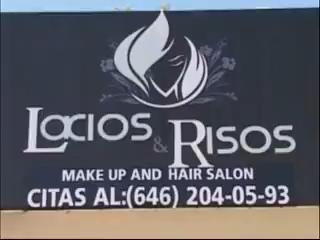 Lacios & Risos
MAKE UP AND HAIR SALON
CITAS AL:(646) 204-05-93